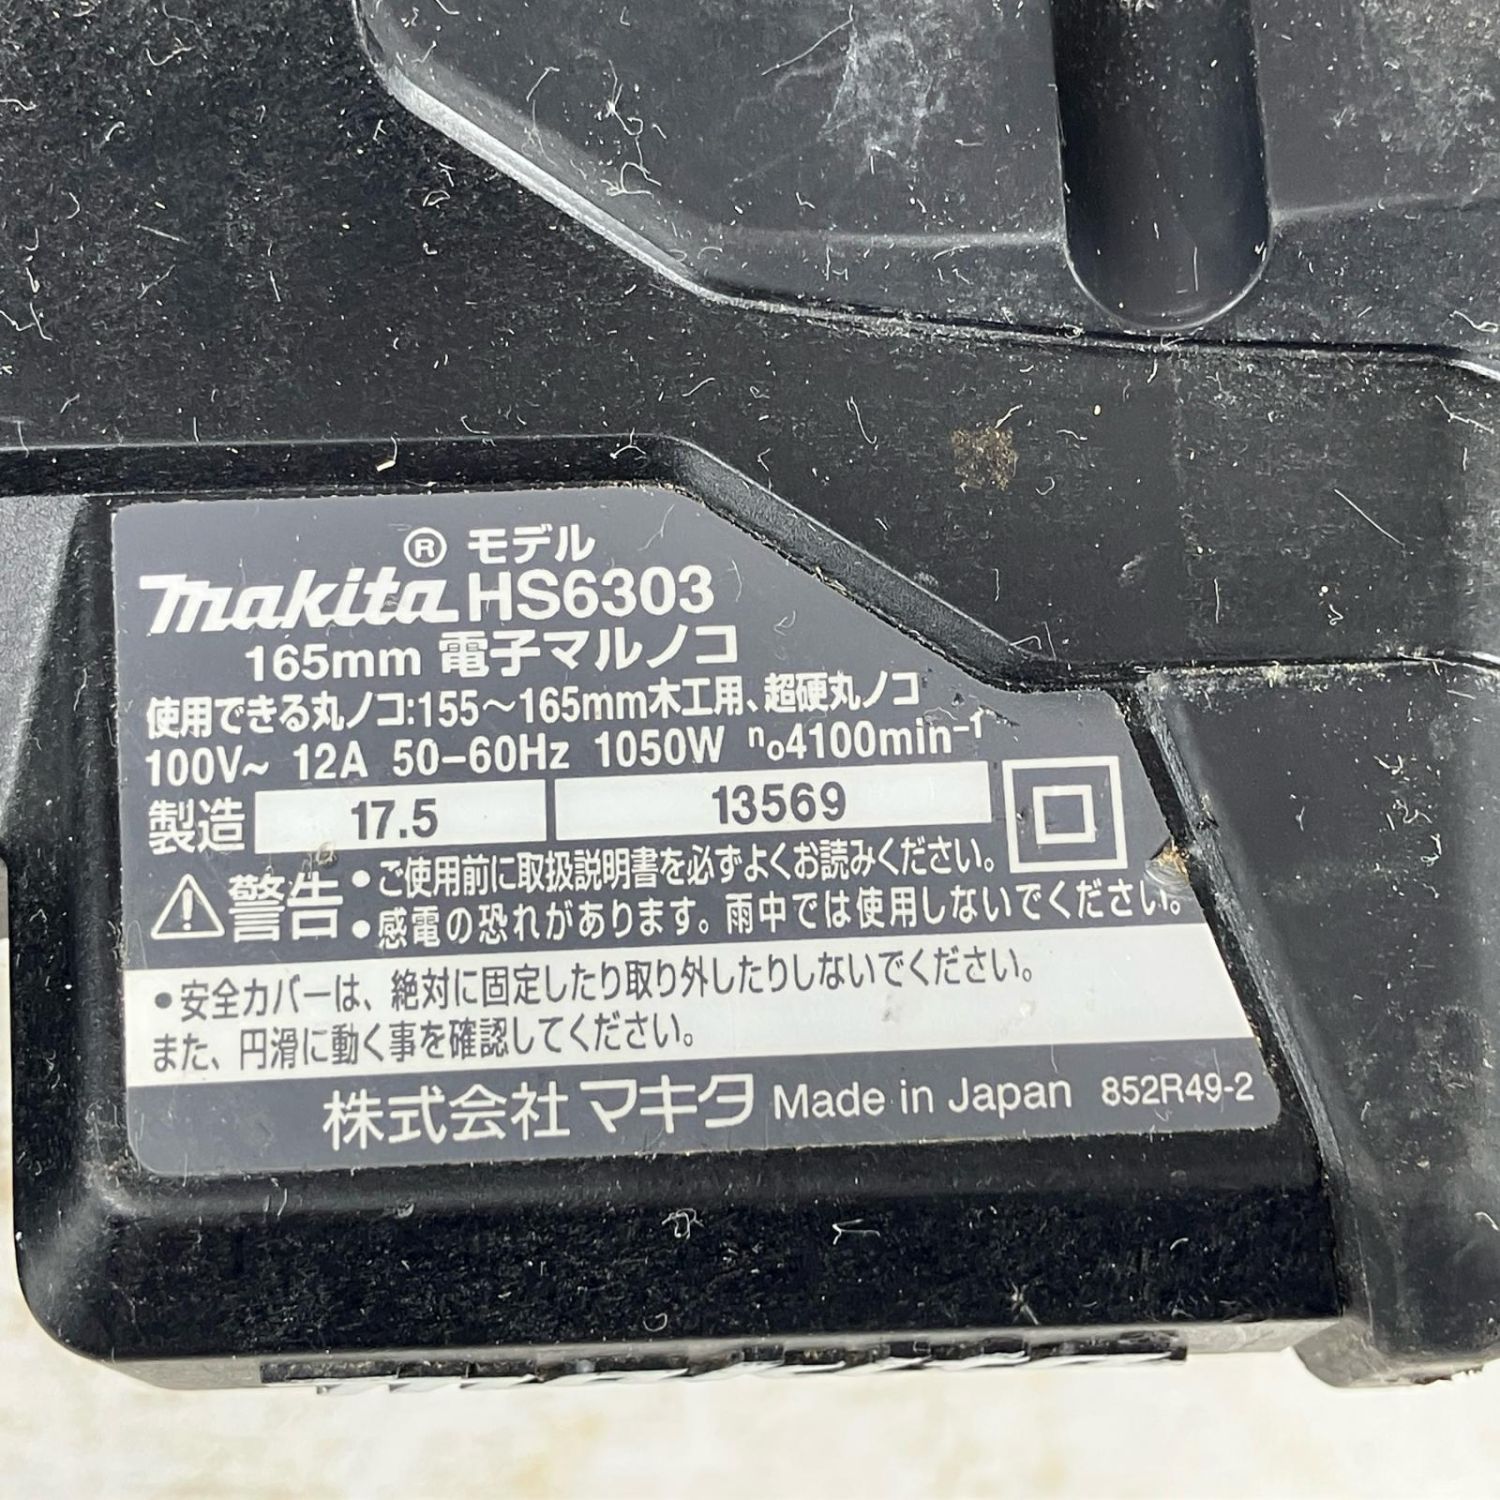 ® モデル
makita HS6303
165mm 電子マルノコ
使用できる丸ノコ:155～165mm木工用、超硬丸ノコ
100V~ 12A 50-60Hz 1050W n₀4100min⁻¹
製造 17.5 13569
警告 •ご使用前に取扱説明書を必ずよくお読みください。
•感電の恐れがあります。雨中では使用しないでください。
•安全カバーは、絶対に固定したり取り外したりしないでください。
また、円滑に動く事を確認してください。
株式会社 マキタ Made in Japan 852R49-2